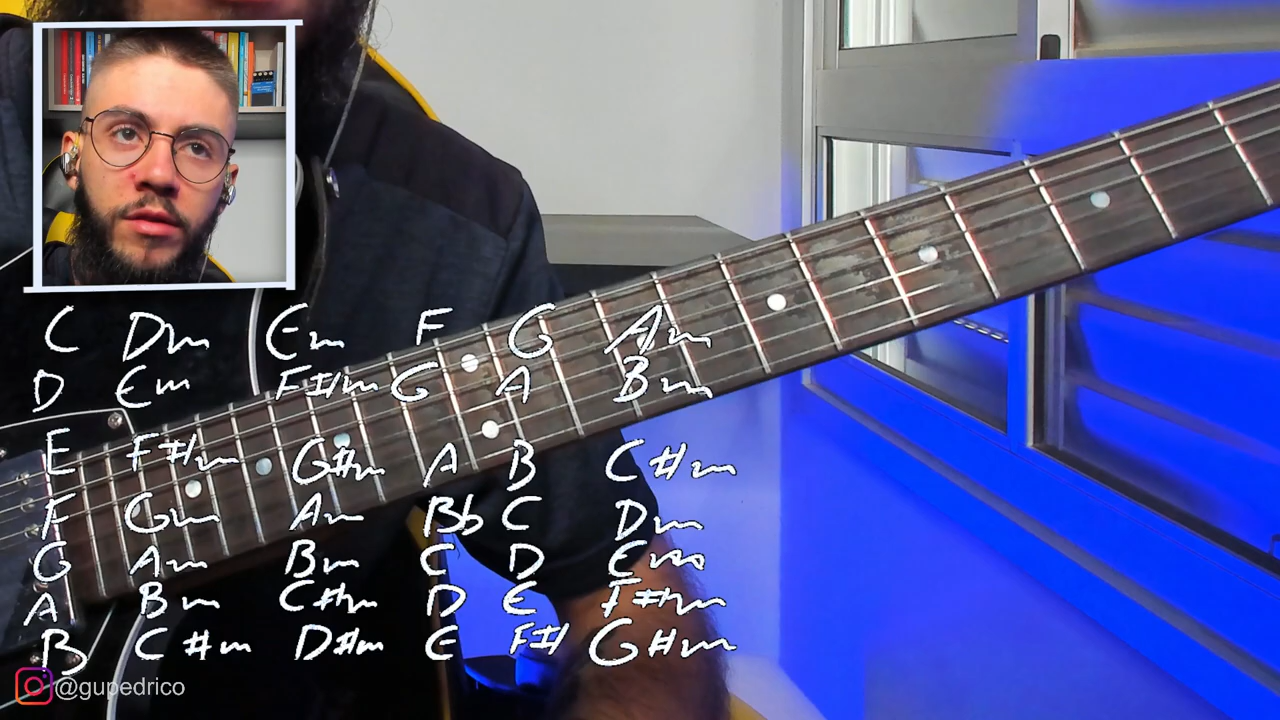 C Dm Em F G Am
D Em F#m G A Bm
E F#m G#m A B C#m
F Gm Am Bb C Dm
G Am Bm C D Em
A Bm C#m D E F#m
B C#m D#m E F# G#m
@gupedrico